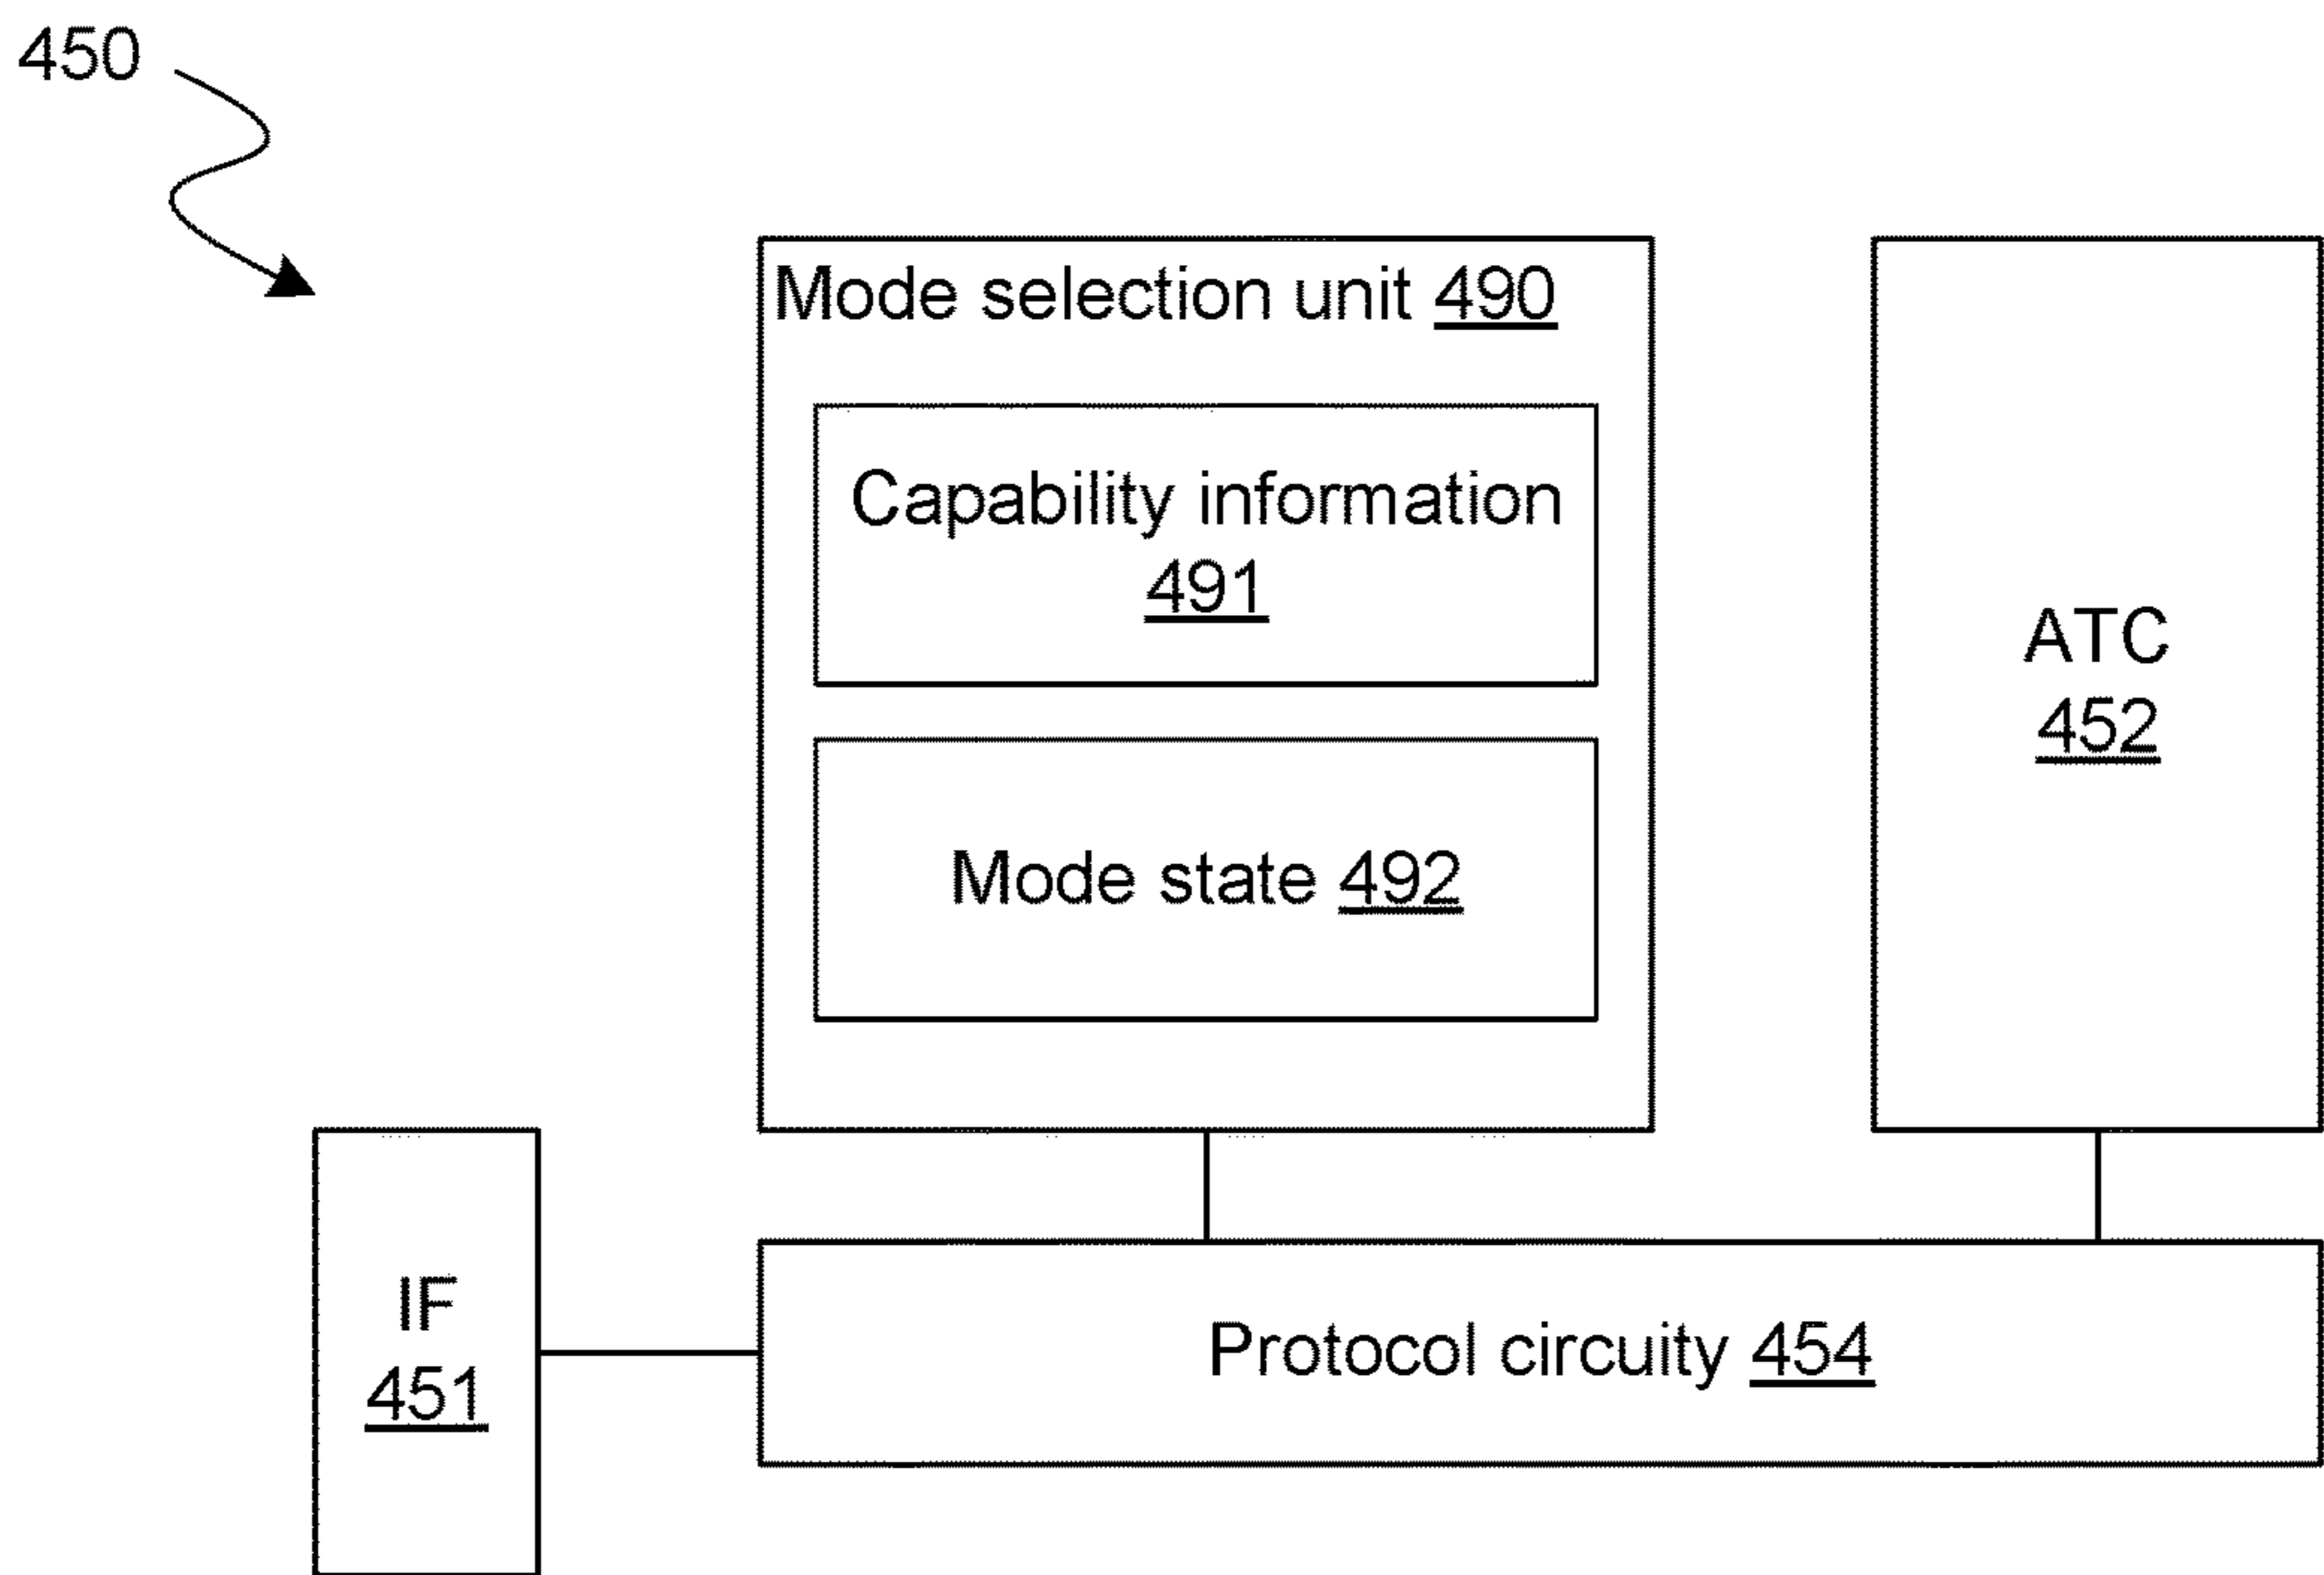 450
Mode selection unit 490
Capability information
491
Mode state 492
ATC
452
IF
451
Protocol circuity 454